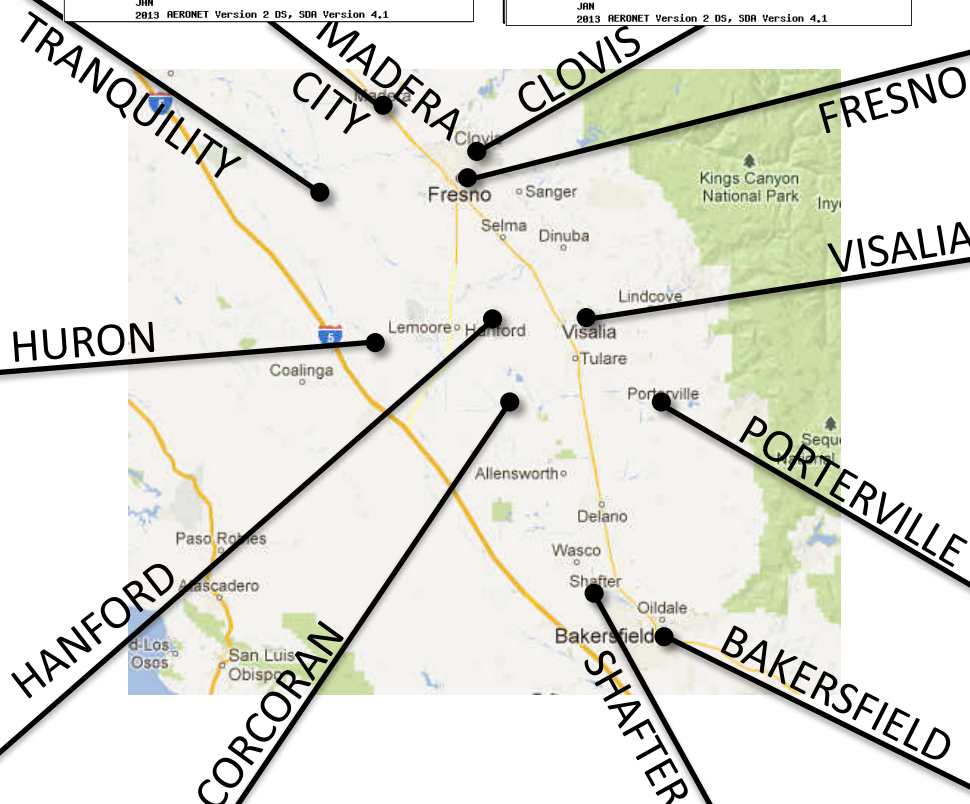 JAN
2013 AERONET Version 2 DS, SDA Version 4.1
JAN
2013 AERONET Version 2 DS, SDA Version 4.1
TRANQUILITY
MADERA
CITY
CLOVIS
FRESNO
Madera
Clovis
Kings Canyon
National Park
Fresno
Sanger
Selma
Dinuba
VISALIA
Lindcove
HURON
5
Lemoore
Hanford
Visalia
Coalinga
Tulare
Porterville
PORTERVILLE
Allensworth
Delano
Paso Robles
Wasco
Atascadero
Shafter
HANFORD
Oildale
Bakersfield
d-Los
Osos
San Luis
Obispo
CORCORAN
SHAFTER
BAKERSFIELD